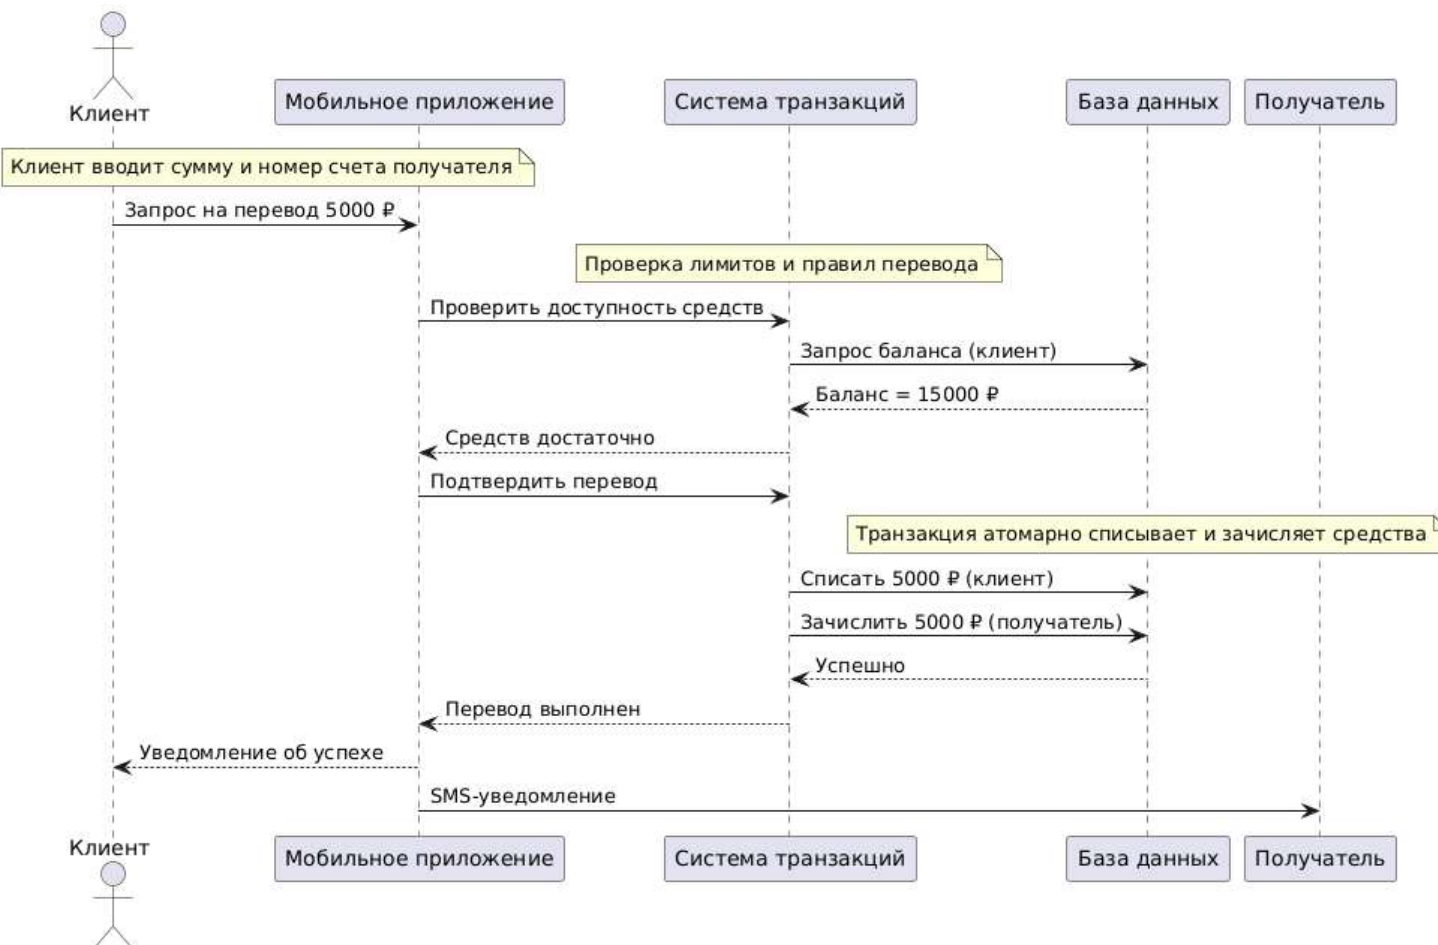 Клиент
Мобильное приложение
Система транзакций
База данных
Получатель
Клиент вводит сумму и номер счета получателя
Запрос на перевод 5000 ₽
Проверка лимитов и правил перевода
Проверить доступность средств
Запрос баланса (клиент)
Баланс = 15000 ₽
Средств достаточно
Подтвердить перевод
Транзакция атомарно списывает и зачисляет средства
Списать 5000 ₽ (клиент)
Зачислить 5000 ₽ (получатель)
Успешно
Перевод выполнен
Уведомление об успехе
SMS-уведомление
Клиент
Мобильное приложение
Система транзакций
База данных
Получатель